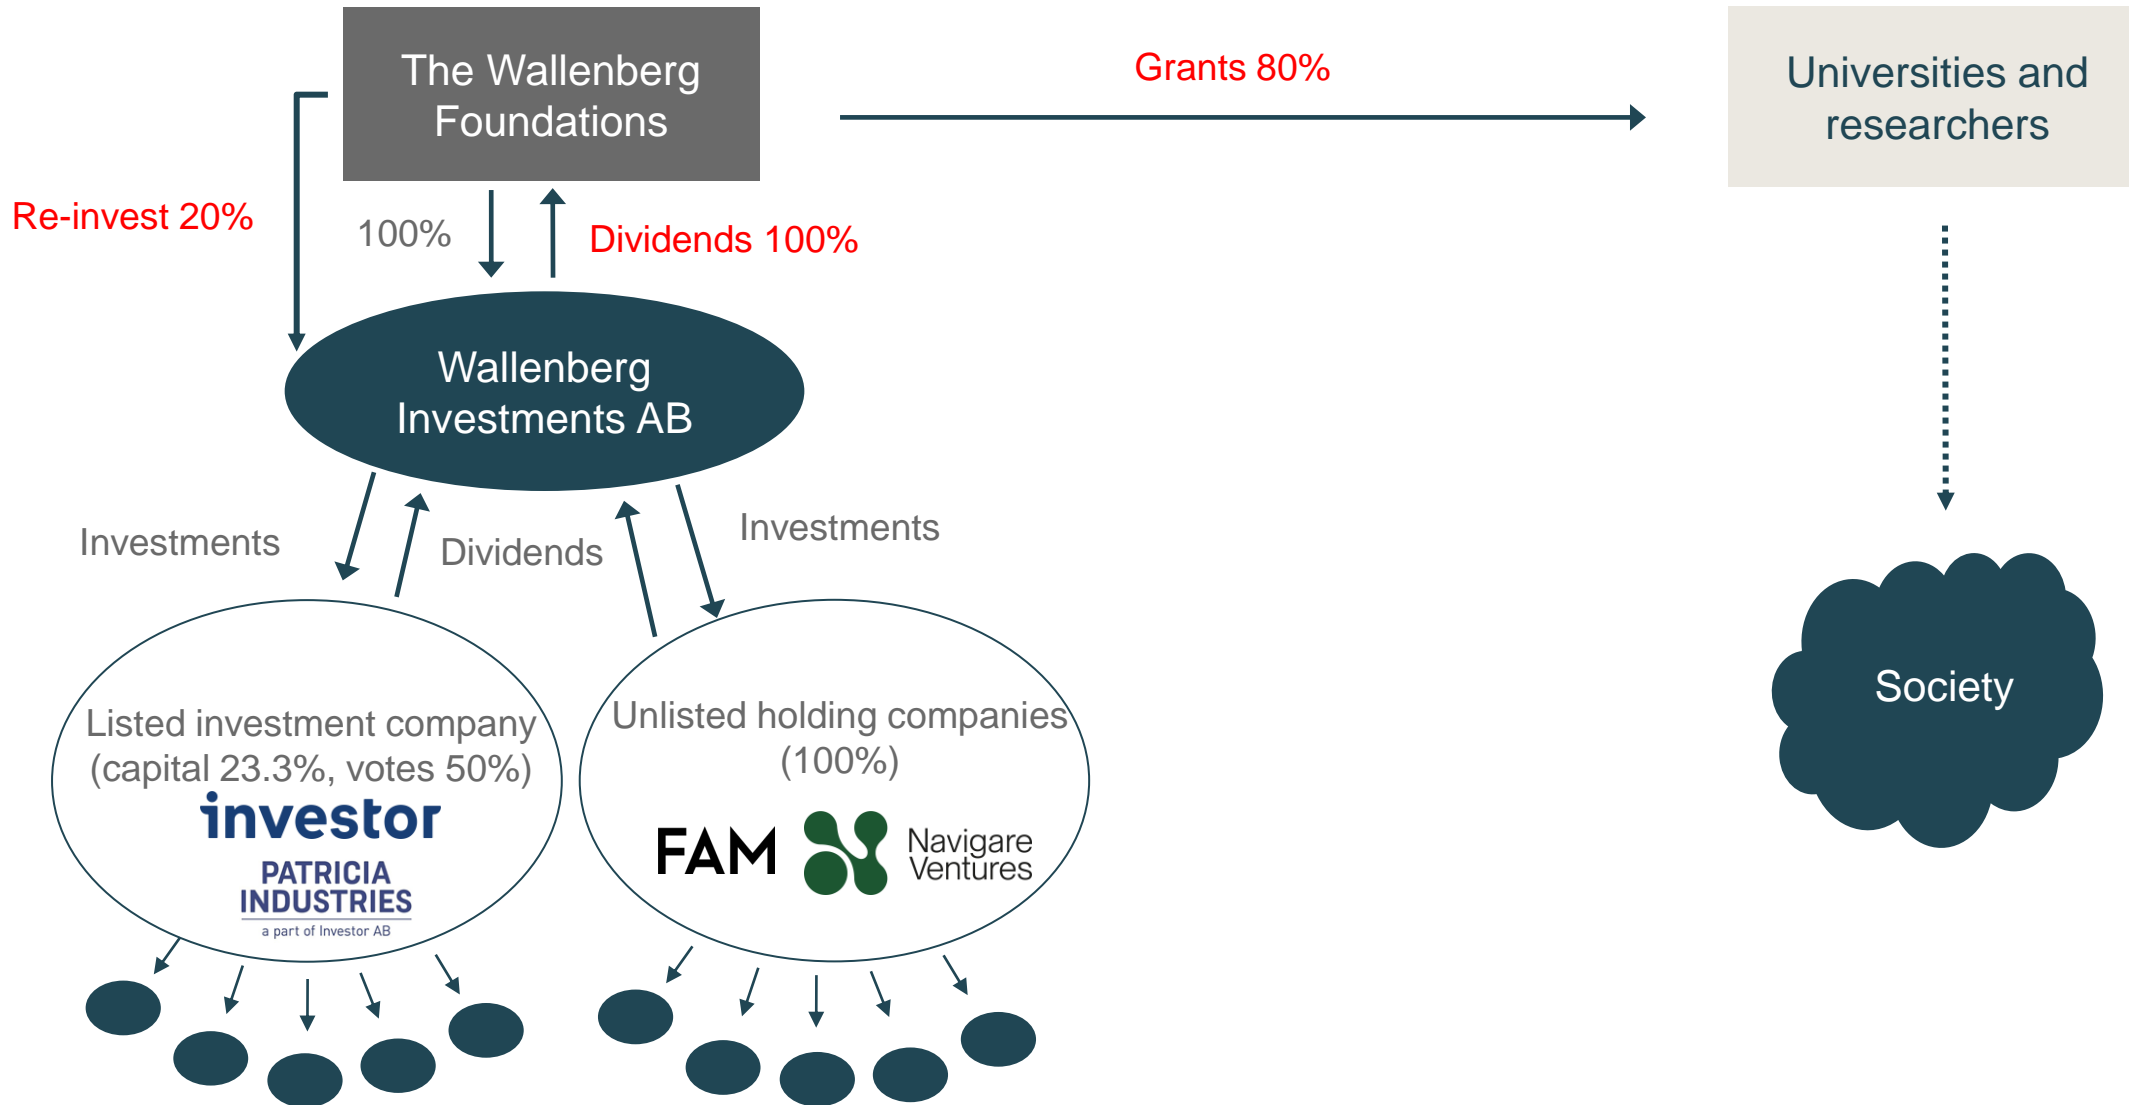 The Wallenberg
Foundations
Grants 80%
Universities and
researchers
Re-invest 20%
100%
Dividends 100%
Wallenberg
Investments AB
Investments
Dividends
Investments
Listed investment company
(capital 23.3%, votes 50%)
investor
PATRICIA
INDUSTRIES
a part of Investor AB
Unlisted holding companies
(100%)
FAM
Navigare
Ventures
Society